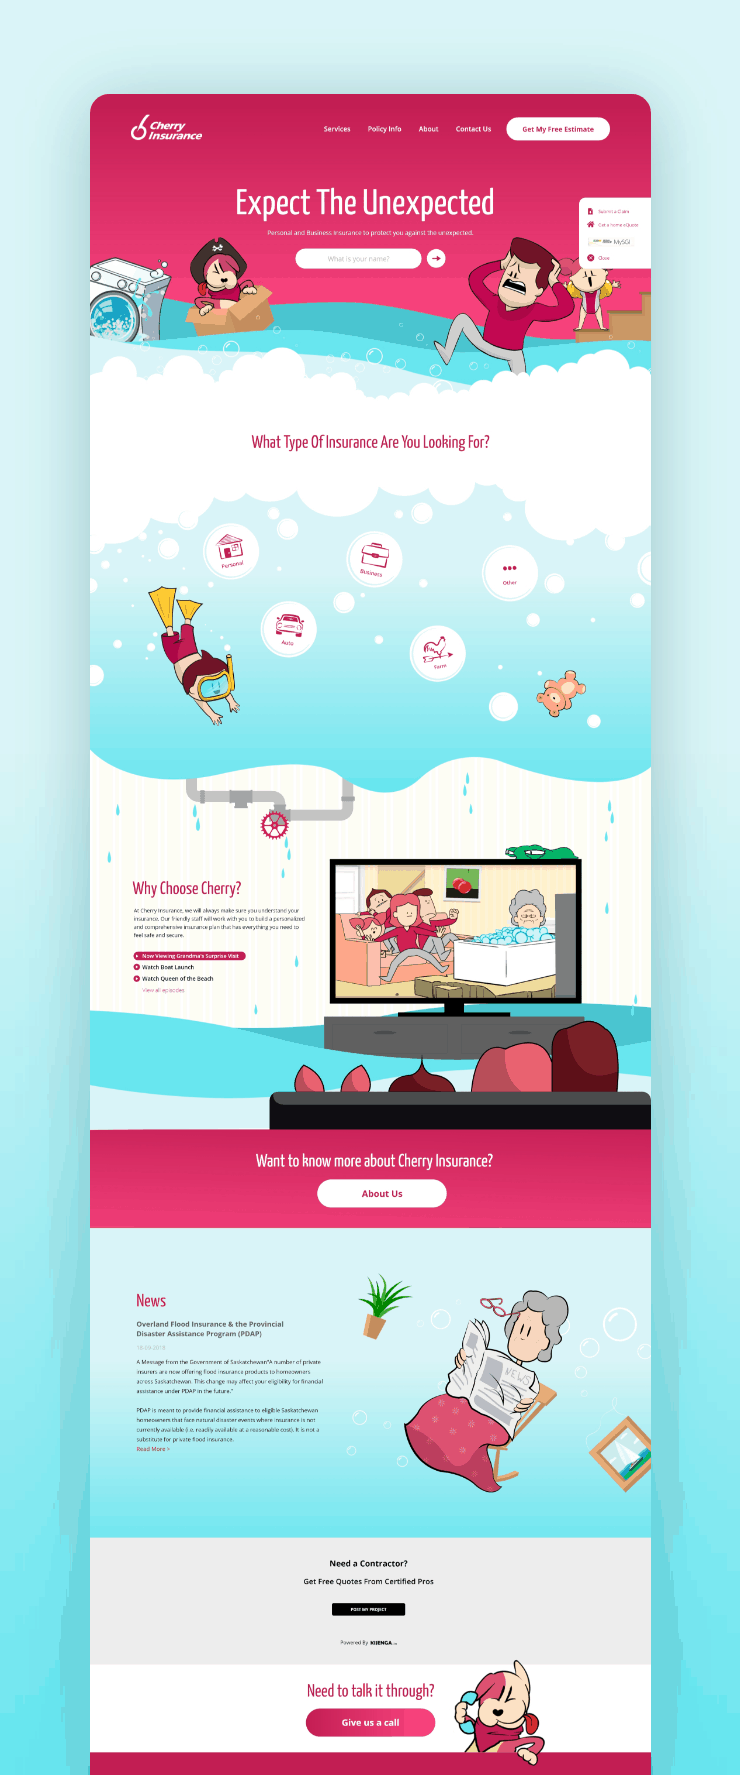 Cherry
Insurance
Services
Policy Info
About
Contact Us
Get My Free Estimate
Expect The Unexpected
Personal and Business Insurance to protect you against the unexpected.
What is your name?
Submit a Claim
Get a Home eQuote
MySGI
Close
What Type Of Insurance Are You Looking For?
Personal
Business
Other
Auto
Farm
Why Choose Cherry?
At Cherry Insurance, we will always make sure you understand your
insurance. Our friendly staff will work with you to build a personalized
and comprehensive insurance plan that has everything you need to
feel safe and secure.
Now Viewing Grandma's Surprise Visit
Watch Boat Launch
Watch Queen of the Beach
View all episodes
Want to know more about Cherry Insurance?
About Us
News
Overland Flood Insurance & the Provincial
Disaster Assistance Program (PDAP)
A Message from the Government of Saskatchewan"A number of private
insurers are now offering flood insurance products to homeowners
across Saskatchewan. This change may affect your eligibility for financial
assistance under PDAP in the future."
PDAP is meant to provide financial assistance to eligible Saskatchewan
homeowners that face natural disaster events where insurance is not
currently available (i.e. readily available at a reasonable cost). It is not a
substitute for private flood insurance.
Read More >
NEWS
Need a Contractor?
Get Free Quotes From Certified Pros
POST MY PROJECT
Powered By KIJENGA
Need to talk it through?
Give us a call